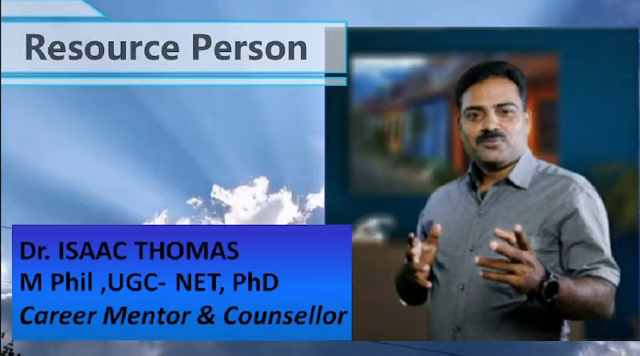 Resource Person
Dr. ISAAC THOMAS
M Phil ,UGC- NET, PhD
Career Mentor & Counsellor